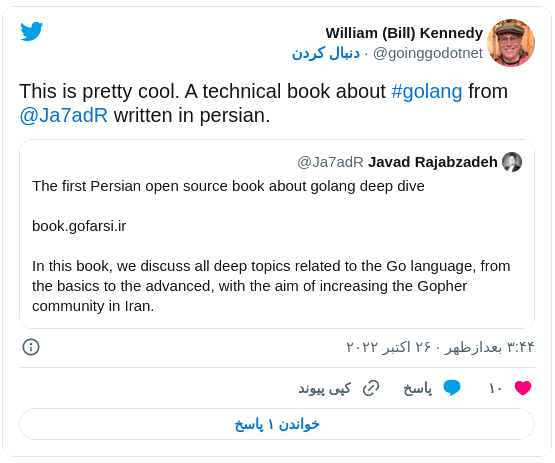 William (Bill) Kennedy
@goinggodotnet · دنبال کردن
This is pretty cool. A technical book about #golang from
@Ja7adR written in persian.
Javad Rajabzadeh @Ja7adR
The first Persian open source book about golang deep dive
book.gofarsi.ir
In this book, we discuss all deep topics related to the Go language, from
the basics to the advanced, with the aim of increasing the Gopher
community in Iran.
۳:۴۴ بعدازظهر · ۲۶ اکتبر ۲۰۲۲
۱۰ پاسخ کپی پیوند
خواندن ۱ پاسخ